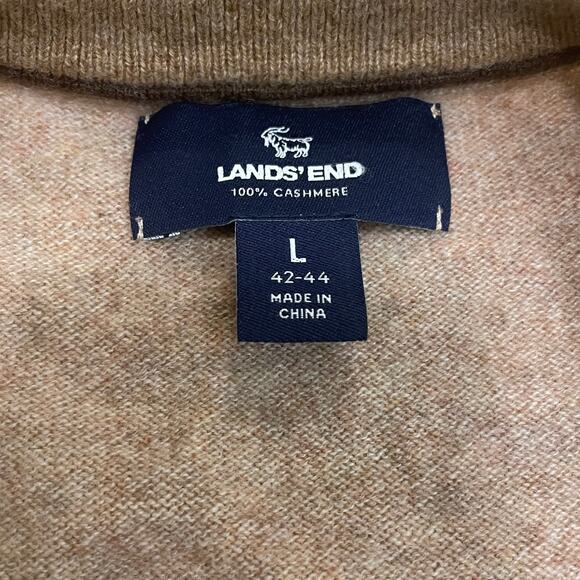 LANDS' END
100% CASHMERE
L
42-44
MADE IN
CHINA